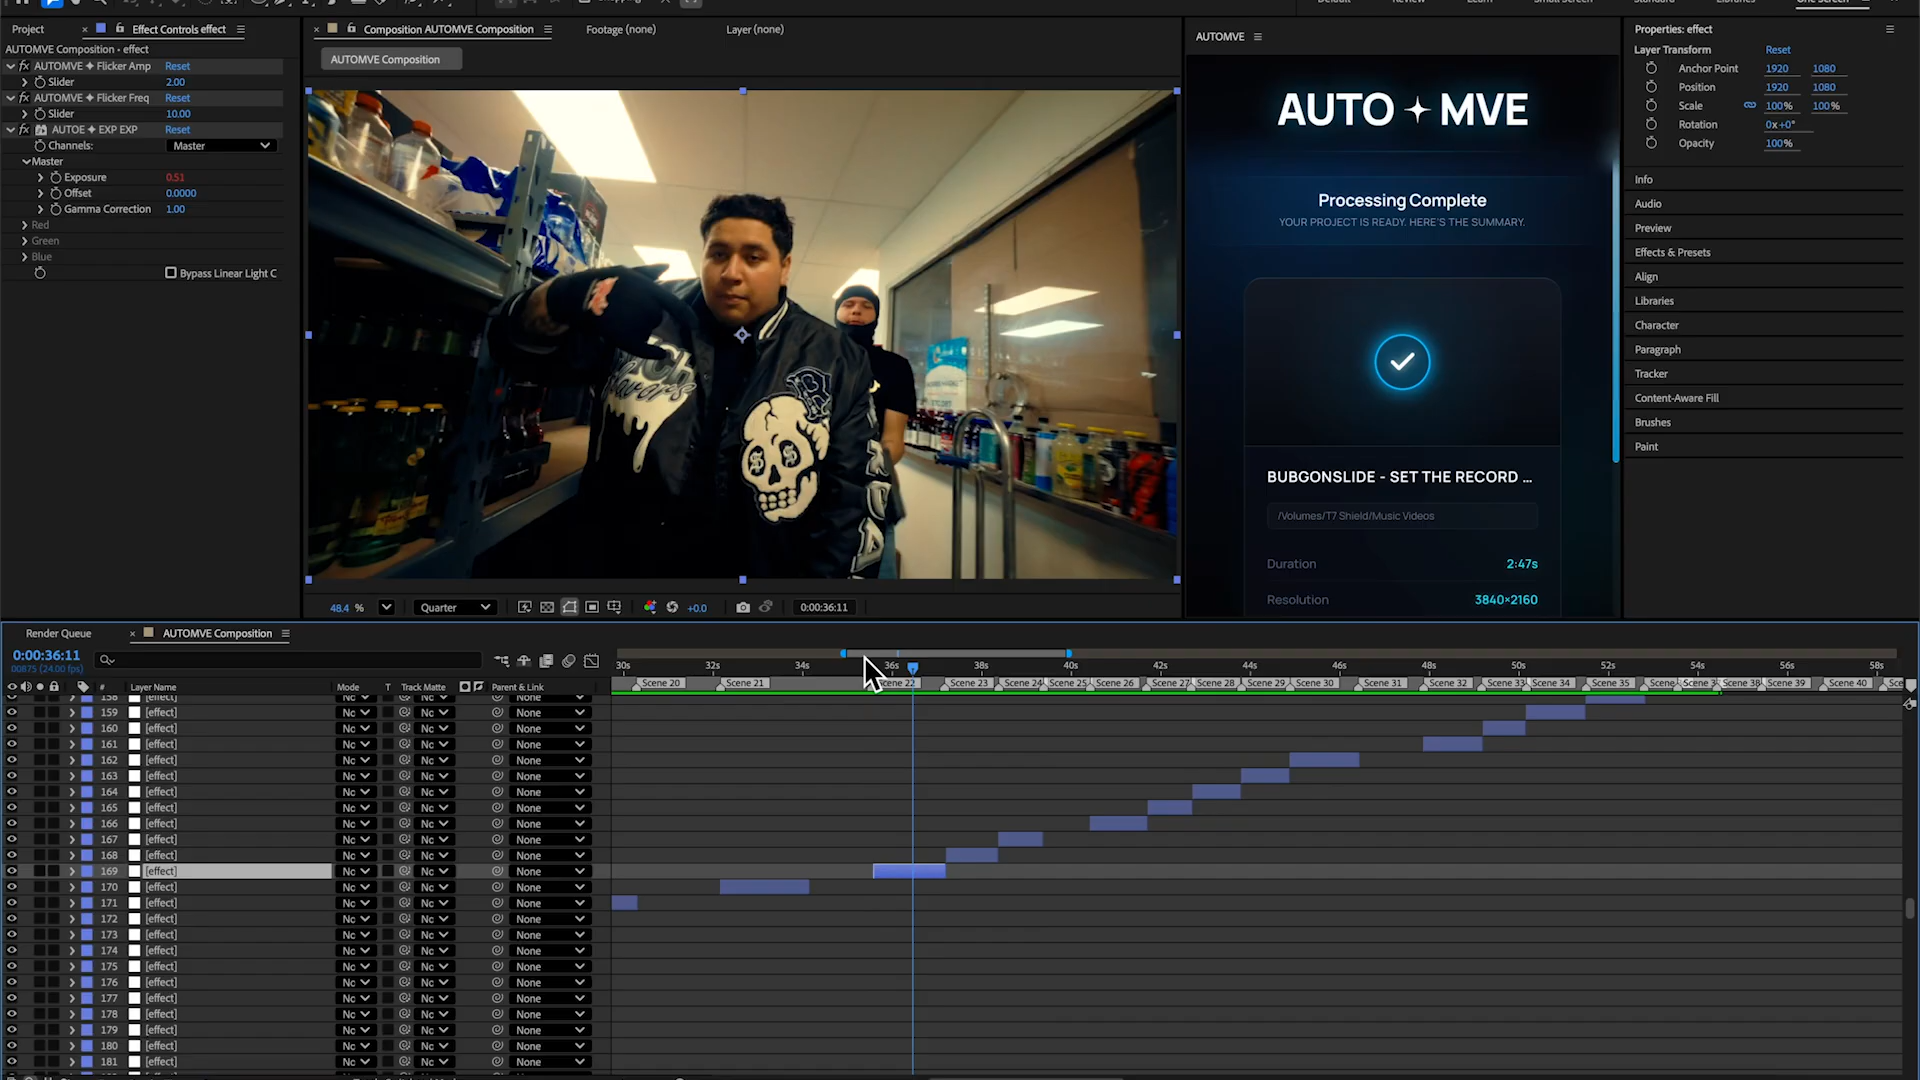 Default
Review
Learn
Small Screen
Standard
Libraries
One Screen
Project
Effect Controls effect
AUTOMVE Composition • effect
fx AUTOMVE ✦ Flicker Amp Reset
Slider 2.00
fx AUTOMVE ✦ Flicker Freq Reset
Slider 10.00
fx AUTOE ✦ EXP EXP Reset
Channels: Master
Master
Exposure 0.51
Offset 0.0000
Gamma Correction 1.00
Red
Green
Blue
Bypass Linear Light C
Composition AUTOMVE Composition
Footage (none)
Layer (none)
AUTOMVE Composition
48.4 %
Quarter
+0.0
0:00:36:11
AUTOMVE
AUTO ✦ MVE
Processing Complete
YOUR PROJECT IS READY. HERE'S THE SUMMARY.
BUBGONSLIDE - SET THE RECORD ...
/Volumes/T7 Shield/Music Videos
Duration 2:47s
Resolution 3840×2160
Properties: effect
Layer Transform Reset
Anchor Point 1920 1080
Position 1920 1080
Scale 100% 100%
Rotation 0x+0°
Opacity 100%
Info
Audio
Preview
Effects & Presets
Align
Libraries
Character
Paragraph
Tracker
Content-Aware Fill
Brushes
Paint
Render Queue
AUTOMVE Composition
0:00:36:11
00875 (24.00 fps)
# Layer Name Mode T Track Matte Parent & Link
30s 32s 34s 36s 38s 40s 42s 44s 46s 48s 50s 52s 54s 56s 58s
Scene 20 Scene 21 Scene 22 Scene 23 Scene 24 Scene 25 Scene 26 Scene 27 Scene 28 Scene 29 Scene 30 Scene 31 Scene 32 Scene 33 Scene 34 Scene 35 Scene Scene 38 Scene 39 Scene 40
158 [effect]
159 [effect] Nc Nc None
160 [effect] Nc Nc None
161 [effect] Nc Nc None
162 [effect] Nc Nc None
163 [effect] Nc Nc None
164 [effect] Nc Nc None
165 [effect] Nc Nc None
166 [effect] Nc Nc None
167 [effect] Nc Nc None
168 [effect] Nc Nc None
169 [effect] Nc Nc None
170 [effect] Nc Nc None
171 [effect] Nc Nc None
172 [effect] Nc Nc None
173 [effect] Nc Nc None
174 [effect] Nc Nc None
175 [effect] Nc Nc None
176 [effect] Nc Nc None
177 [effect] Nc Nc None
178 [effect] Nc Nc None
179 [effect] Nc Nc None
180 [effect] Nc Nc None
181 [effect] Nc Nc None